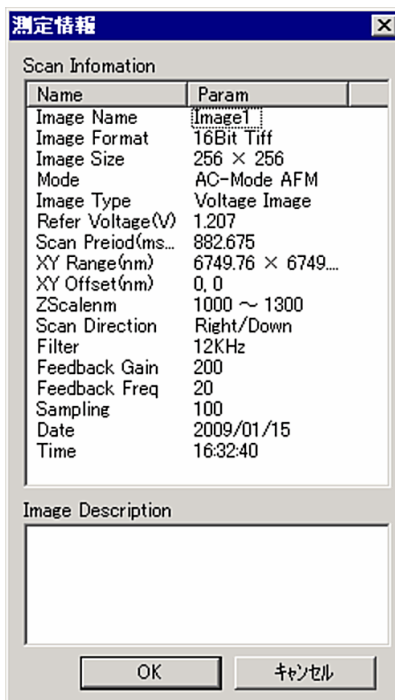 測定情報
Scan Infomation
Name Param
Image Name Image1
Image Format 16Bit Tiff
Image Size 256 × 256
Mode AC-Mode AFM
Image Type Voltage Image
Refer Voltage(V) 1.207
Scan Preiod(ms... 882.675
XY Range(nm) 6749.76 × 6749....
XY Offset(nm) 0, 0
ZScalenm 1000 ～ 1300
Scan Direction Right/Down
Filter 12KHz
Feedback Gain 200
Feedback Freq 20
Sampling 100
Date 2009/01/15
Time 16:32:40
Image Description
OK キャンセル